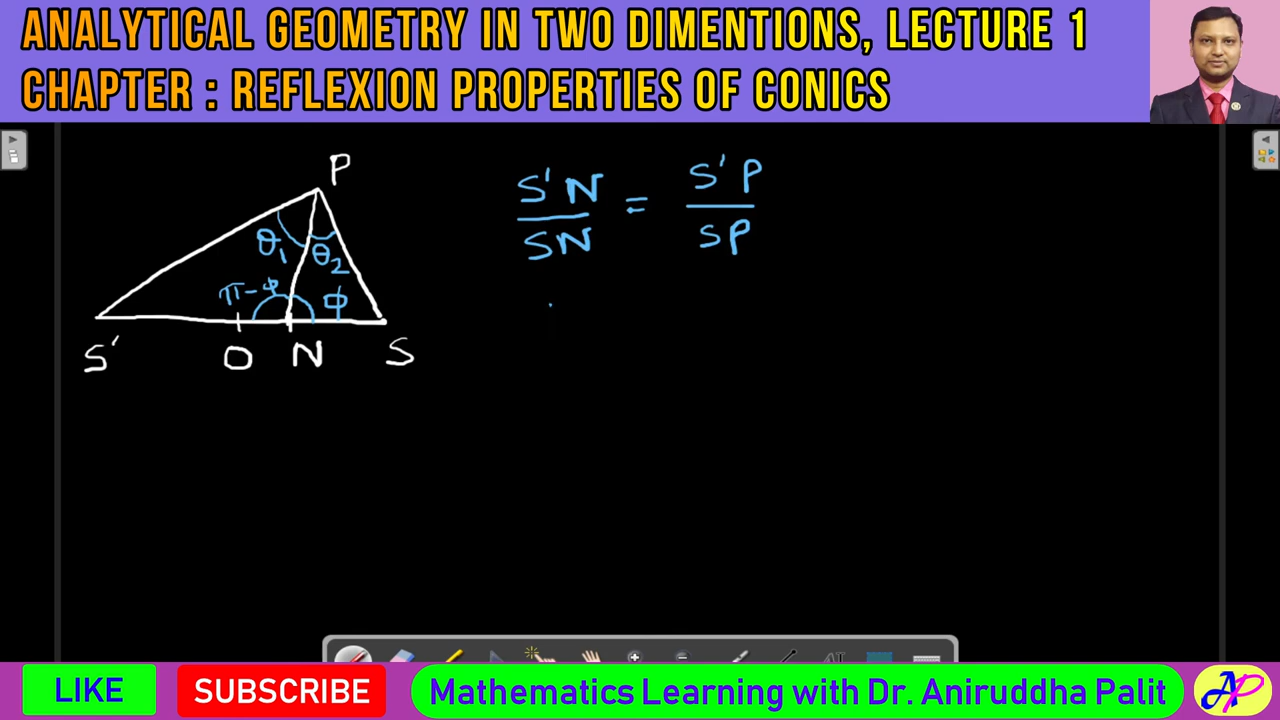 ANALYTICAL GEOMETRY IN TWO DIMENTIONS, LECTURE 1
CHAPTER : REFLEXION PROPERTIES OF CONICS
P
S'N / SN = S'P / SP
θ₁ θ₂
π-φ φ
S' O N S
LIKE SUBSCRIBE Mathematics Learning with Dr. Aniruddha Palit AP